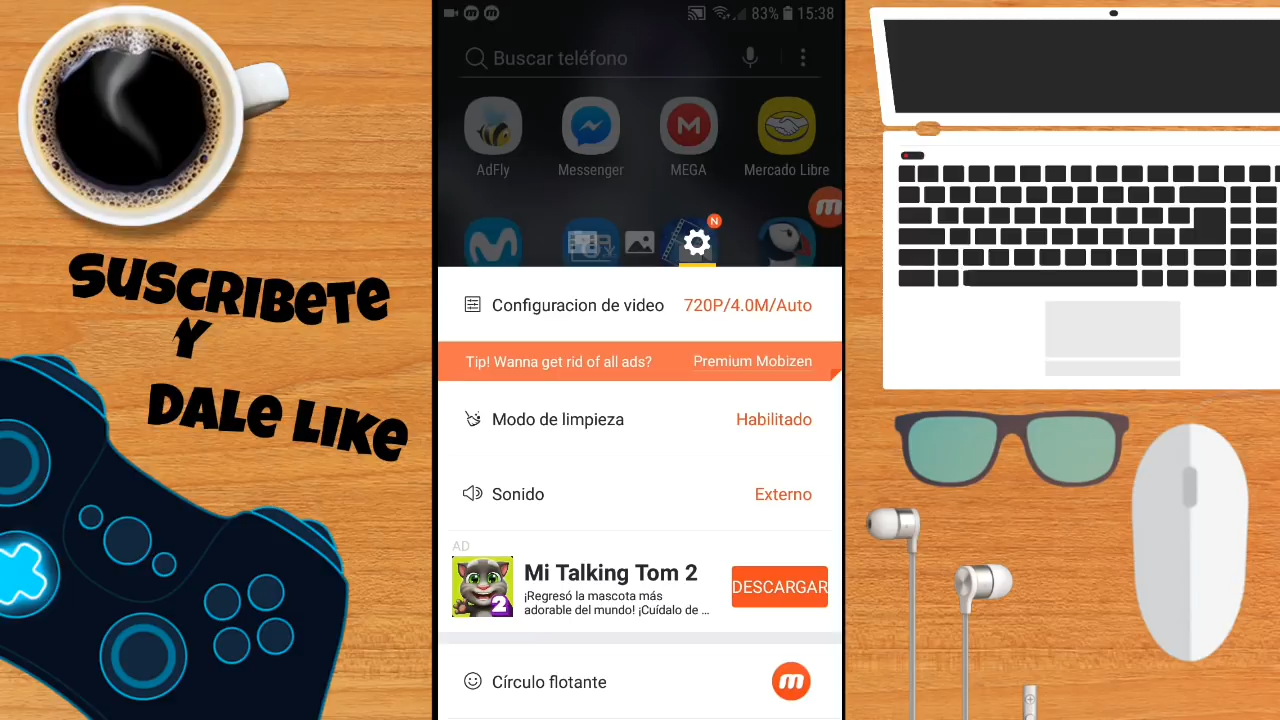 83% 15:38
Buscar teléfono
AdFly Messenger MEGA Mercado Libre
N
Configuracion de video 720P/4.0M/Auto
Tip! Wanna get rid of all ads? Premium Mobizen
Modo de limpieza Habilitado
Sonido Externo
AD
Mi Talking Tom 2
¡Regresó la mascota más
adorable del mundo! ¡Cuídalo de ...
DESCARGAR
2
Círculo flotante
SUSCRIBETE
Y
DALE LIKE